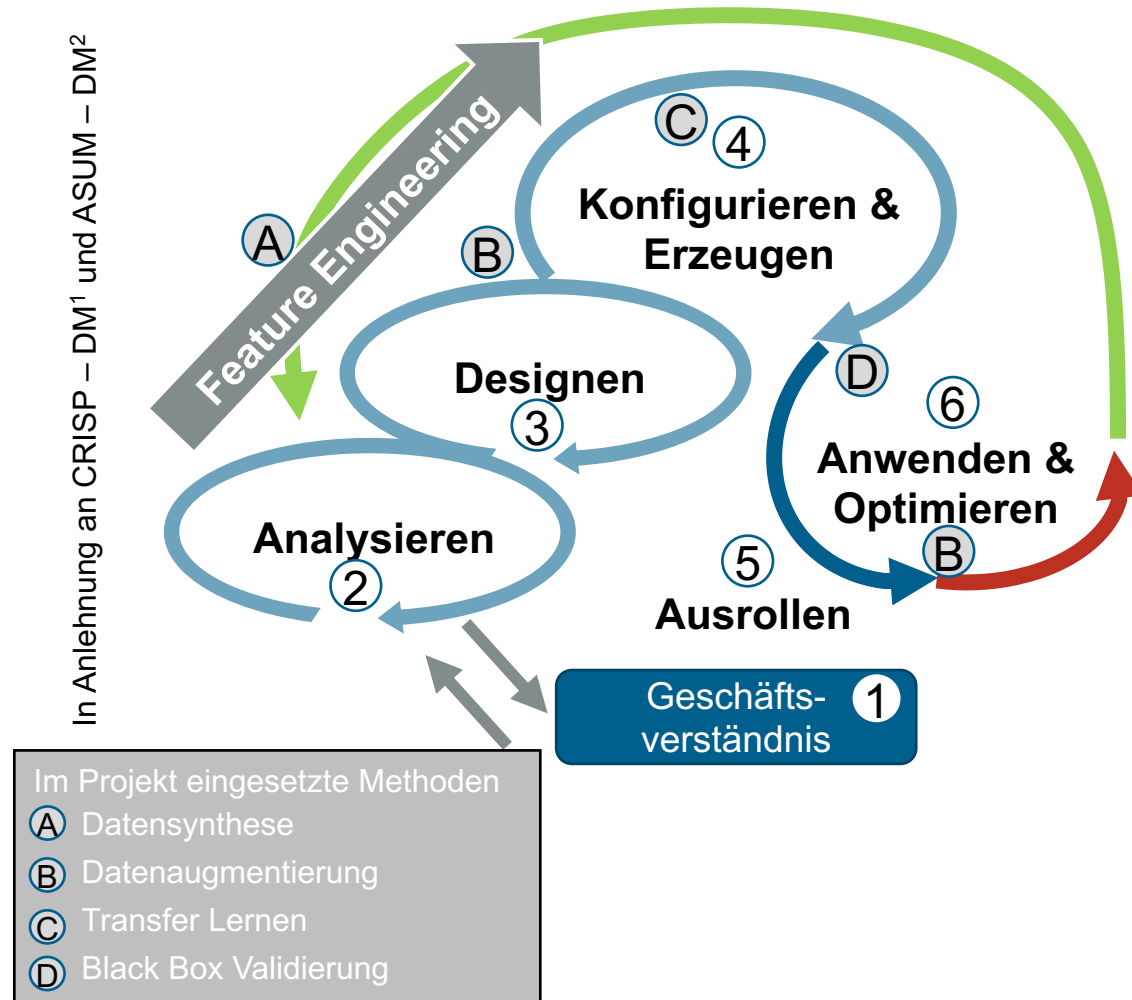 In Anlehnung an CRISP – DM¹ und ASUM – DM²
Feature Engineering
A
C
4
Konfigurieren &
Erzeugen
B
Designen
3
D
6
Anwenden &
Optimieren
B
Analysieren
2
5
Ausrollen
Geschäfts-
verständnis
1
Im Projekt eingesetzte Methoden
A Datensynthese
B Datenaugmentierung
C Transfer Lernen
D Black Box Validierung